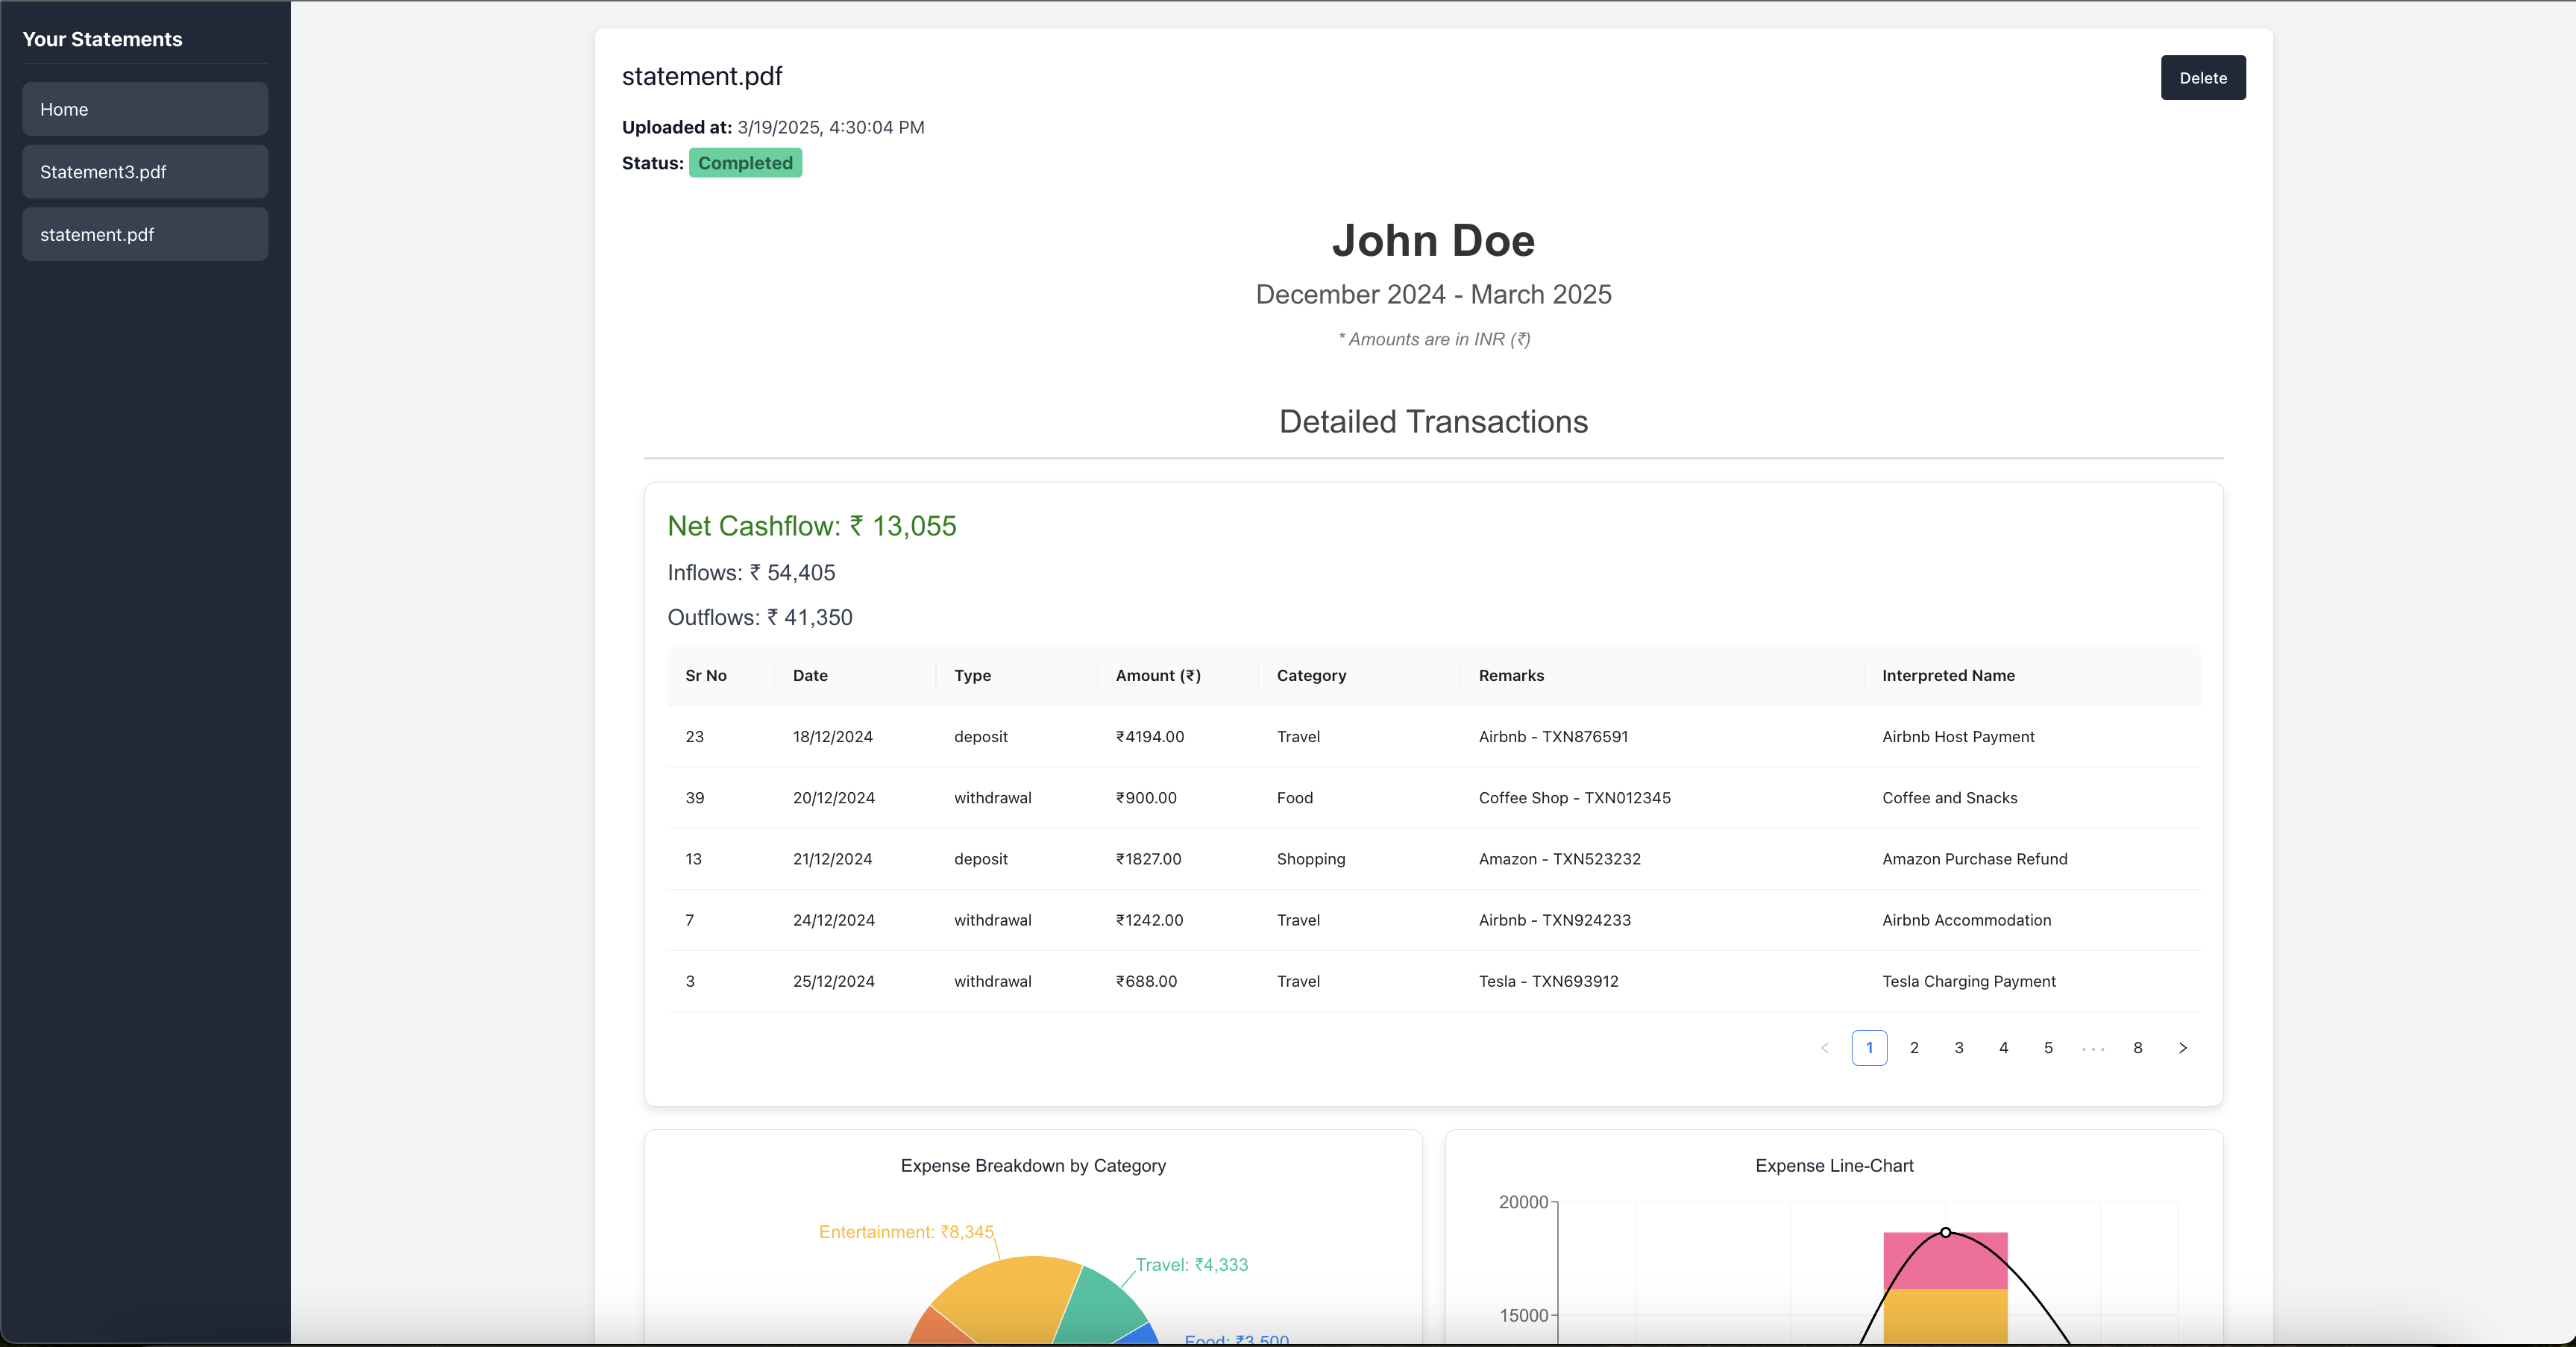 Your Statements
Home
Statement3.pdf
statement.pdf
statement.pdf
Delete
Uploaded at: 3/19/2025, 4:30:04 PM
Status: Completed
John Doe
December 2024 - March 2025
* Amounts are in INR (₹)
Detailed Transactions
Net Cashflow: ₹ 13,055
Inflows: ₹ 54,405
Outflows: ₹ 41,350
Sr No Date Type Amount (₹) Category Remarks Interpreted Name
23 18/12/2024 deposit ₹4194.00 Travel Airbnb - TXN876591 Airbnb Host Payment
39 20/12/2024 withdrawal ₹900.00 Food Coffee Shop - TXN012345 Coffee and Snacks
13 21/12/2024 deposit ₹1827.00 Shopping Amazon - TXN523232 Amazon Purchase Refund
7 24/12/2024 withdrawal ₹1242.00 Travel Airbnb - TXN924233 Airbnb Accommodation
3 25/12/2024 withdrawal ₹688.00 Travel Tesla - TXN693912 Tesla Charging Payment
< 1 2 3 4 5 ··· 8 >
Expense Breakdown by Category
Entertainment: ₹8,345
Travel: ₹4,333
Food: ₹3,500
Expense Line-Chart
20000
15000